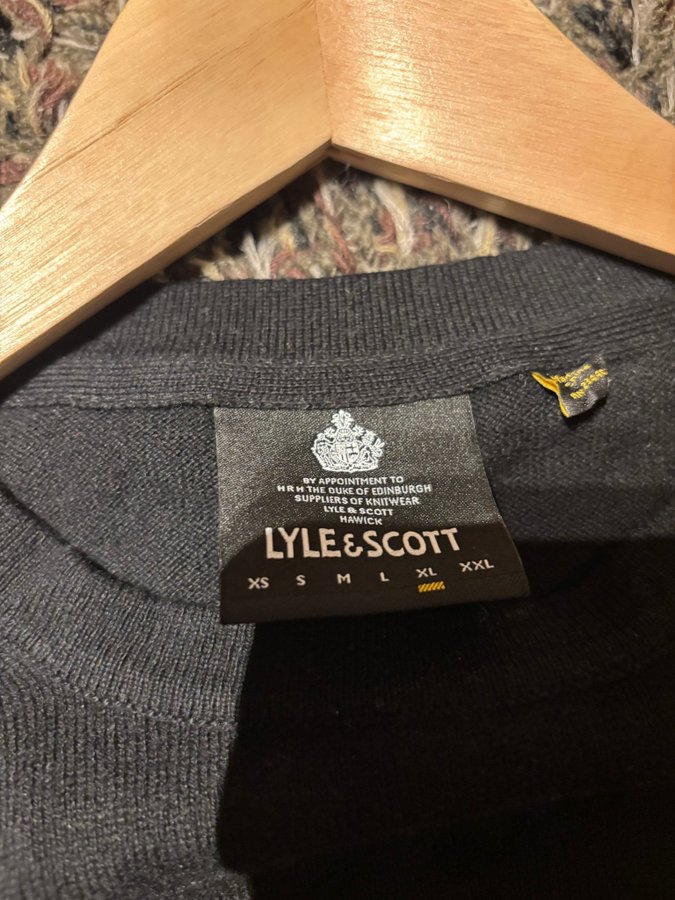 BY APPOINTMENT TO
H R H THE DUKE OF EDINBURGH
SUPPLIERS OF KNITWEAR
LYLE & SCOTT
HAWICK
LYLE & SCOTT
XS S M L XL XXL